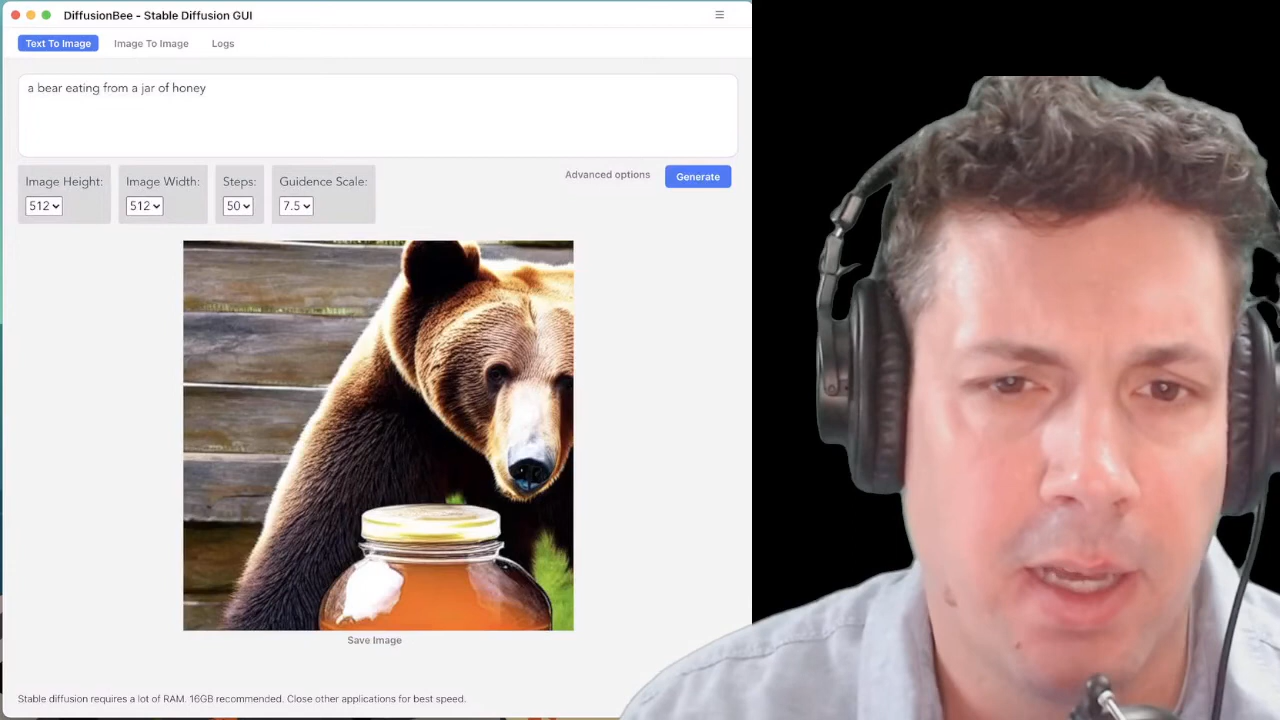 DiffusionBee - Stable Diffusion GUI
Text To Image Image To Image Logs
a bear eating from a jar of honey
Image Height: Image Width: Steps: Guidence Scale:
512 512 50 7.5
Advanced options Generate
Save Image
Stable diffusion requires a lot of RAM. 16GB recommended. Close other applications for best speed.